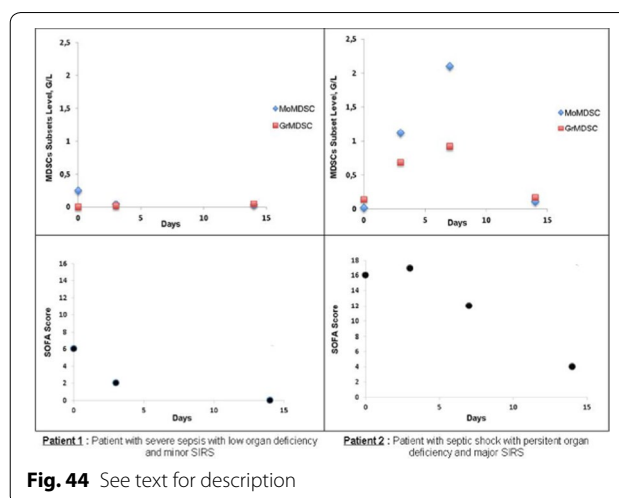 2,5
2
1,5
1
0,5
0
MDSCs Subsets Level, G/L
0 5 10 15
Days
MoMDSC
GrMDSC
2,5
2
1,5
1
0,5
0
MDSCs Subset Level, G/L
0 5 10 15
Days
MoMDSC
GrMDSC
16
14
12
10
8
6
4
2
0
SOFA Score
0 5 10 15
Days
18
16
14
12
10
8
6
4
2
0
SOFA Score
0 5 10 15
Days
Patient 1 : Patient with severe sepsis with low organ deficiency
and minor SIRS
Patient 2 : Patient with septic shock with persitent organ
deficiency and major SIRS
Fig. 44 See text for description